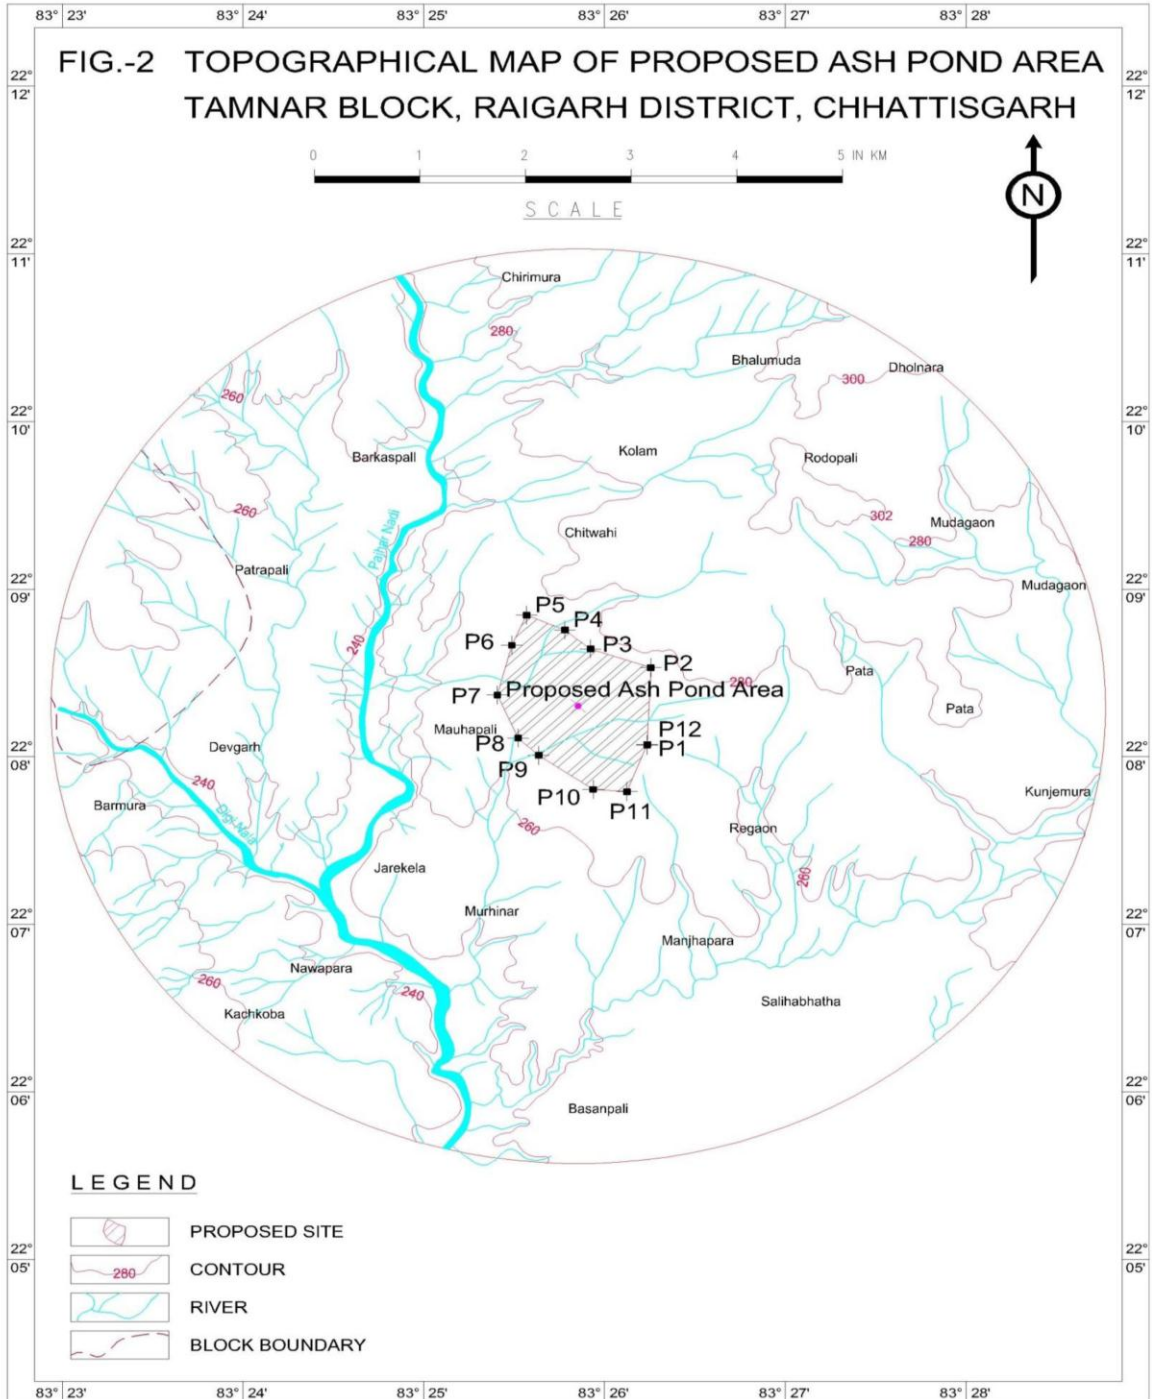 83° 23' 83° 24' 83° 25' 83° 26' 83° 27' 83° 28'
FIG.-2 TOPOGRAPHICAL MAP OF PROPOSED ASH POND AREA
TAMNAR BLOCK, RAIGARH DISTRICT, CHHATTISGARH
22° 12' 22° 12'
0 1 2 3 4 5 IN KM
SCALE
N
22° 11' 22° 11'
Chirimura
280
Bhalumuda
Dholnara
300
260
22° 10' 22° 10'
Kolam
Barkaspall
Rodopali
260
302
Mudagaon
Chitwahi
Pajhar Nadi
280
Patrapali
22° 09' 22° 09'
Mudagaon
P5
P4
P6
P3
240
P2
Pata
280
P7
Proposed Ash Pond Area
Pata
Mauhapali
P12
P8
P1
Devgarh
22° 08' 22° 08'
P9
240
P10
P11
Barmura
Kunjemura
Digi Nala
260
Regaon
Jarekela
260
Murhinar
22° 07' 22° 07'
Manjhapara
Nawapara
260
240
Salihabhatha
Kachkoba
22° 06' 22° 06'
Basanpali
LEGEND
PROPOSED SITE
22° 05' 22° 05'
280 CONTOUR
RIVER
BLOCK BOUNDARY
83° 23' 83° 24' 83° 25' 83° 26' 83° 27' 83° 28'